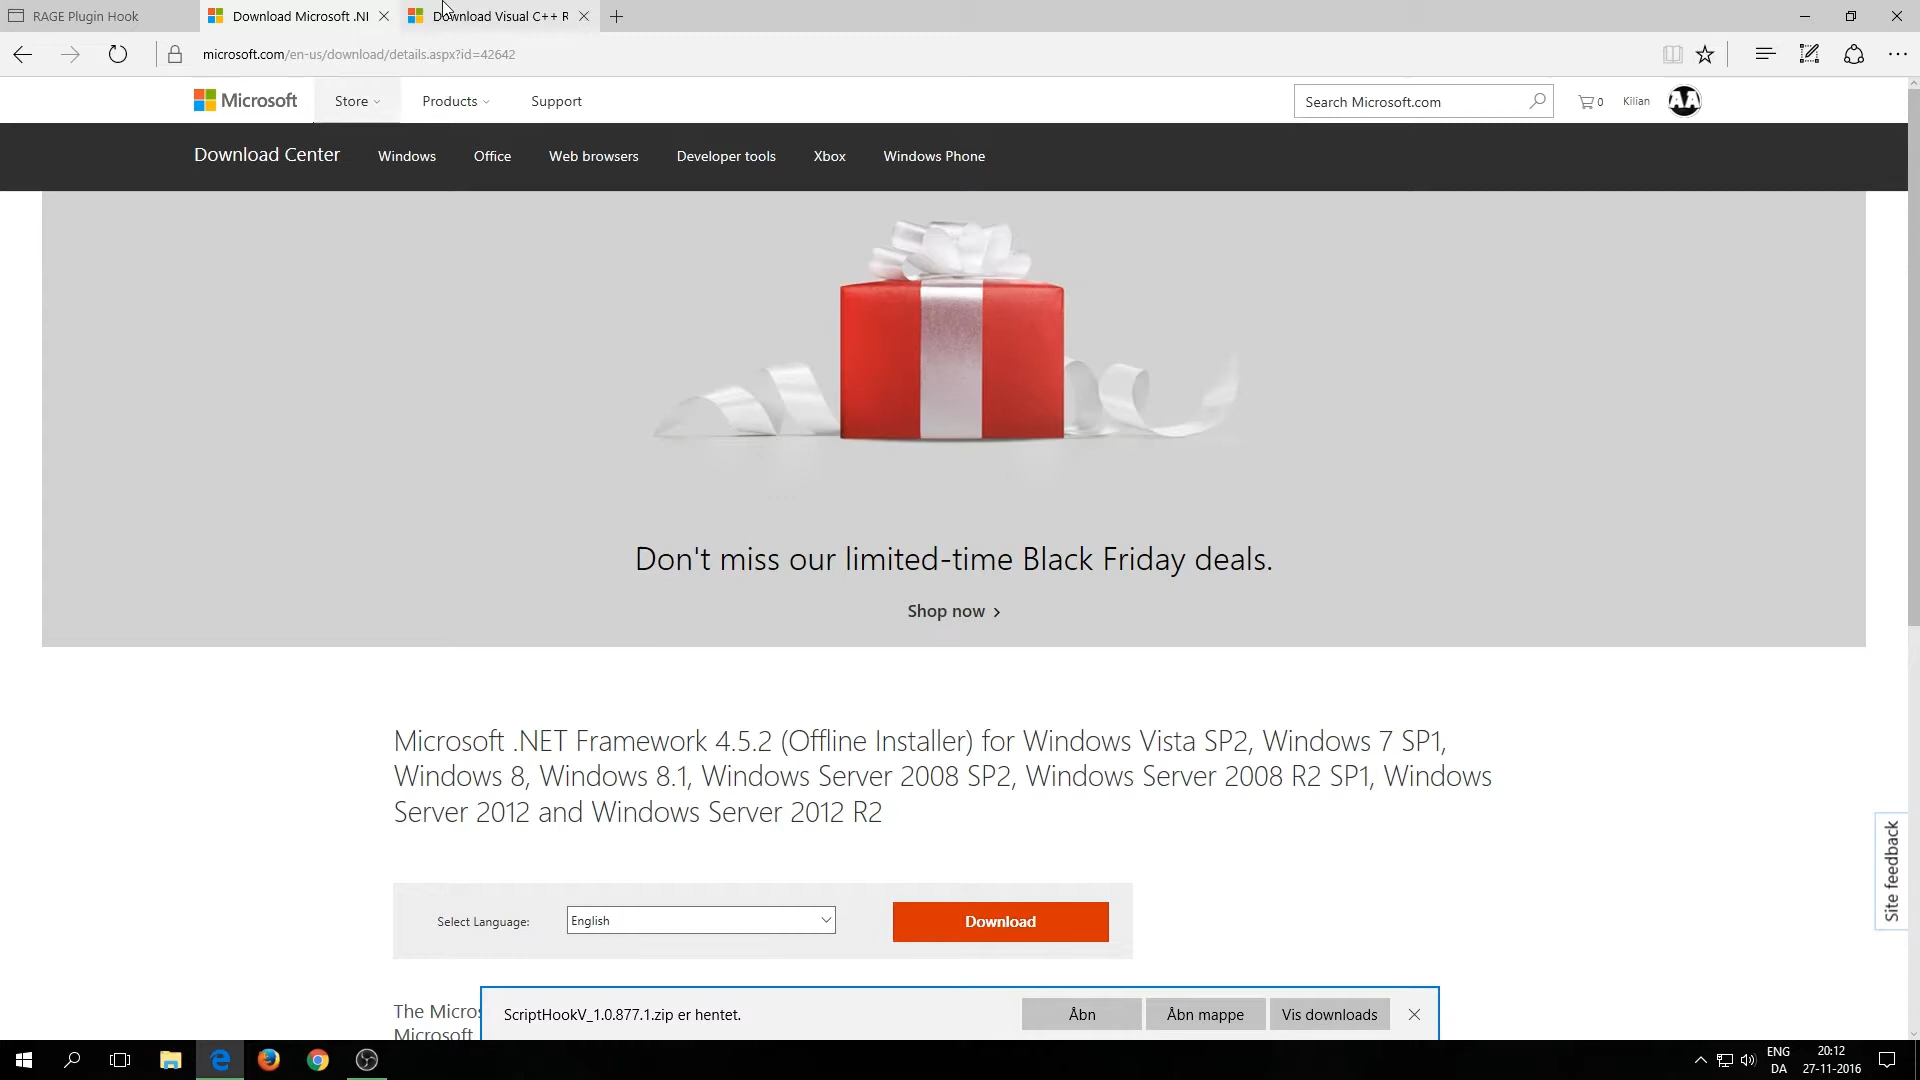 RAGE Plugin Hook
Download Microsoft .NI
Download Visual C++ R
microsoft.com/en-us/download/details.aspx?id=42642
Microsoft
Store
Products
Support
Search Microsoft.com
0
Kilian
AA
Download Center
Windows
Office
Web browsers
Developer tools
Xbox
Windows Phone
Don't miss our limited-time Black Friday deals.
Shop now
Microsoft .NET Framework 4.5.2 (Offline Installer) for Windows Vista SP2, Windows 7 SP1,
Windows 8, Windows 8.1, Windows Server 2008 SP2, Windows Server 2008 R2 SP1, Windows
Server 2012 and Windows Server 2012 R2
Site feedback
Select Language:
English
Download
The Micros
Microsoft
ScriptHookV_1.0.877.1.zip er hentet.
Åbn
Åbn mappe
Vis downloads
ENG
DA
20:12
27-11-2016